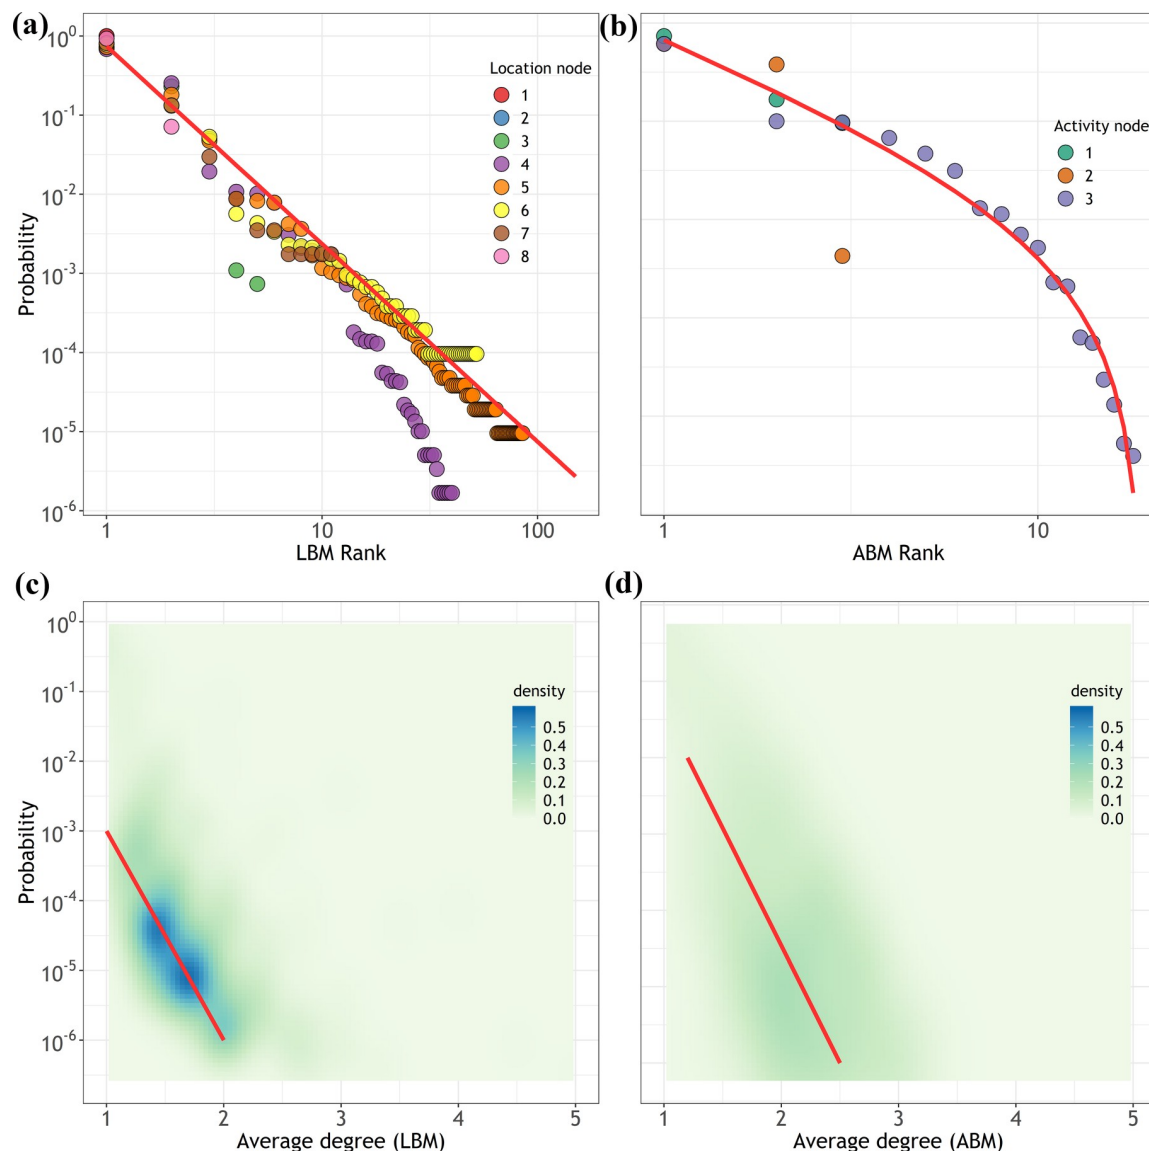 (a)
Probability
10^0
10^-1
10^-2
10^-3
10^-4
10^-5
10^-6
Location node
1
2
3
4
5
6
7
8
1 10 100
LBM Rank
(b)
Activity node
1
2
3
1 10
ABM Rank
(c)
Probability
10^0
10^-1
10^-2
10^-3
10^-4
10^-5
10^-6
density
0.5
0.4
0.3
0.2
0.1
0.0
1 2 3 4 5
Average degree (LBM)
(d)
density
0.5
0.4
0.3
0.2
0.1
0.0
1 2 3 4 5
Average degree (ABM)